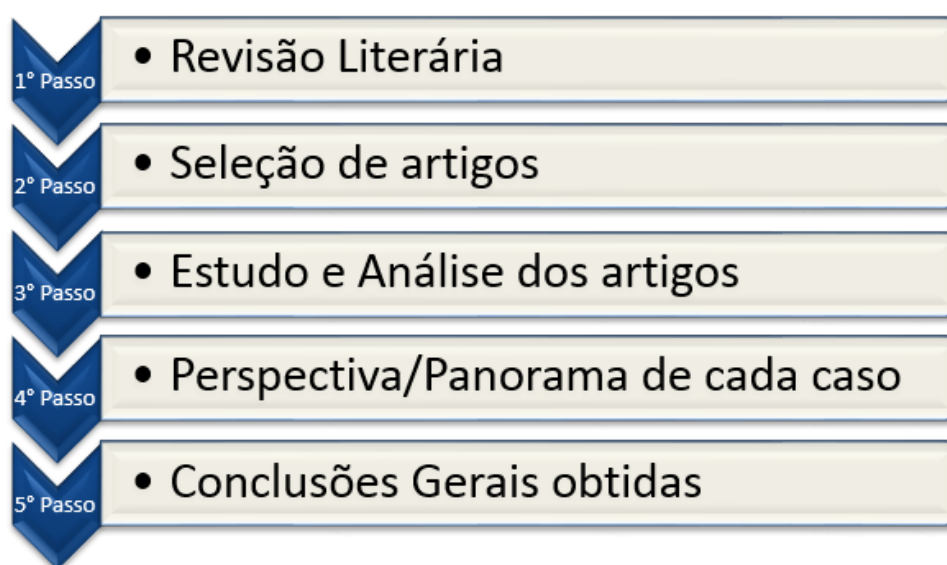 1° Passo
• Revisão Literária
2° Passo
• Seleção de artigos
3° Passo
• Estudo e Análise dos artigos
4° Passo
• Perspectiva/Panorama de cada caso
5° Passo
• Conclusões Gerais obtidas